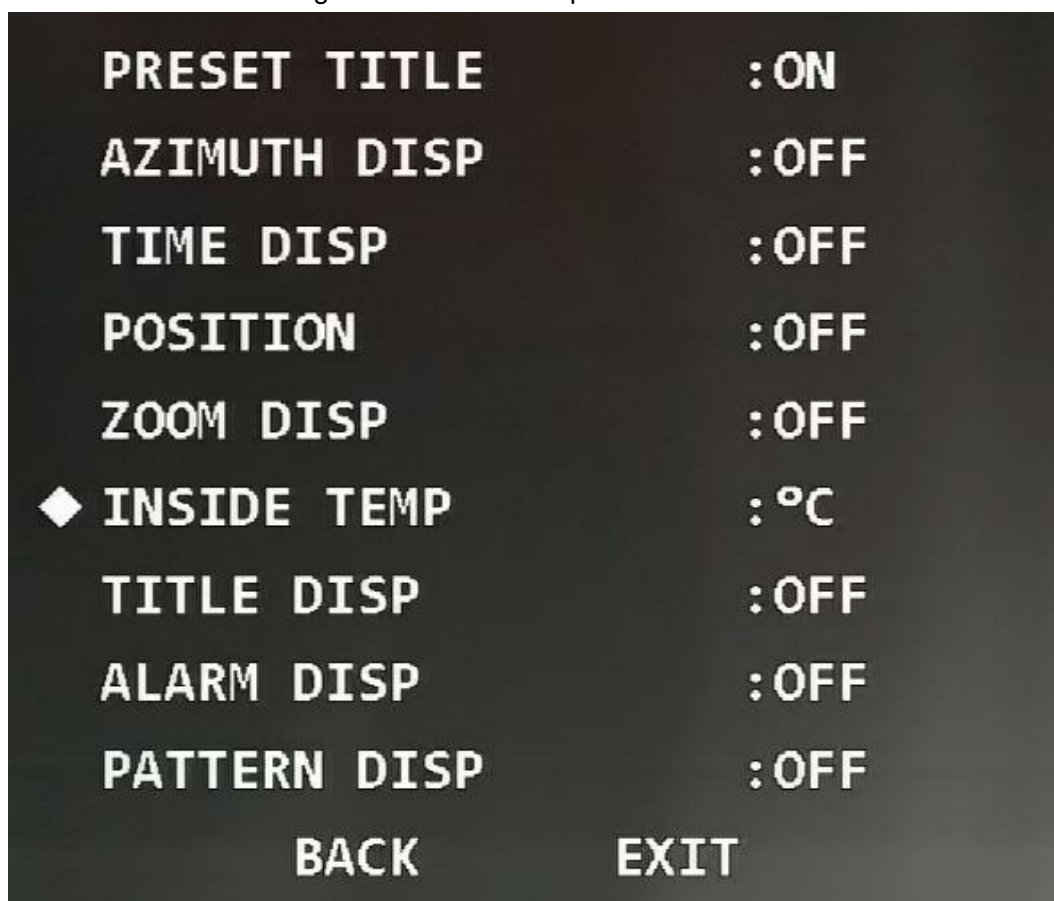 PRESET TITLE :ON
AZIMUTH DISP :OFF
TIME DISP :OFF
POSITION :OFF
ZOOM DISP :OFF
◆ INSIDE TEMP :ºC
TITLE DISP :OFF
ALARM DISP :OFF
PATTERN DISP :OFF
BACK EXIT